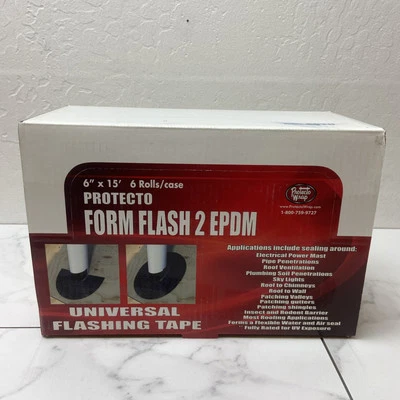 6" x 15' 6 Rolls/case
PROTECTO
FORM FLASH 2 EPDM
Protecto
Wrap
www.ProtectoWrap.com
1-800-759-9727
Applications include sealing around:
Electrical Power Mast
Pipe Penetrations
Roof Ventilation
Plumbing Soil Penetrations
Sky Lights
Roof to Chimneys
Roof to Wall
Patching Valleys
Patching gutters
Patching shingles
Insect and Rodent Barrier
Most Roofing Applications
Forms a Flexible Water and Air seal
Fully Rated for UV Exposure
UNIVERSAL
FLASHING TAPE